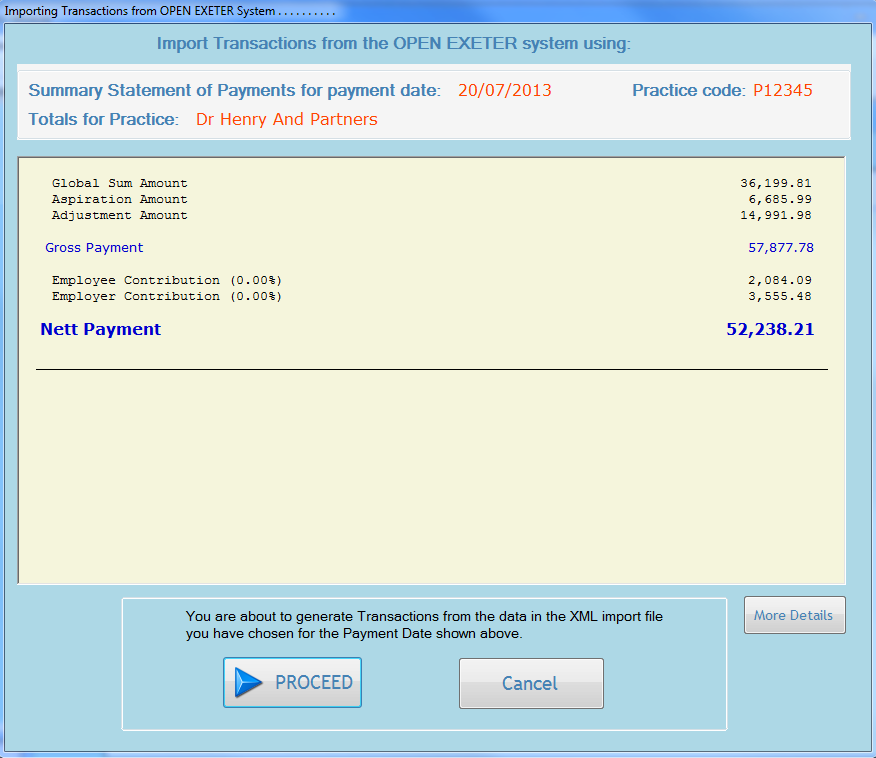 Importing Transactions from OPEN EXETER System . . . . . . . . . .
Import Transactions from the OPEN EXETER system using:
Summary Statement of Payments for payment date: 20/07/2013 Practice code: P12345
Totals for Practice: Dr Henry And Partners
Global Sum Amount 36,199.81
Aspiration Amount 6,685.99
Adjustment Amount 14,991.98
Gross Payment 57,877.78
Employee Contribution (0.00%) 2,084.09
Employer Contribution (0.00%) 3,555.48
Nett Payment 52,238.21
You are about to generate Transactions from the data in the XML import file
you have chosen for the Payment Date shown above.
More Details
PROCEED Cancel